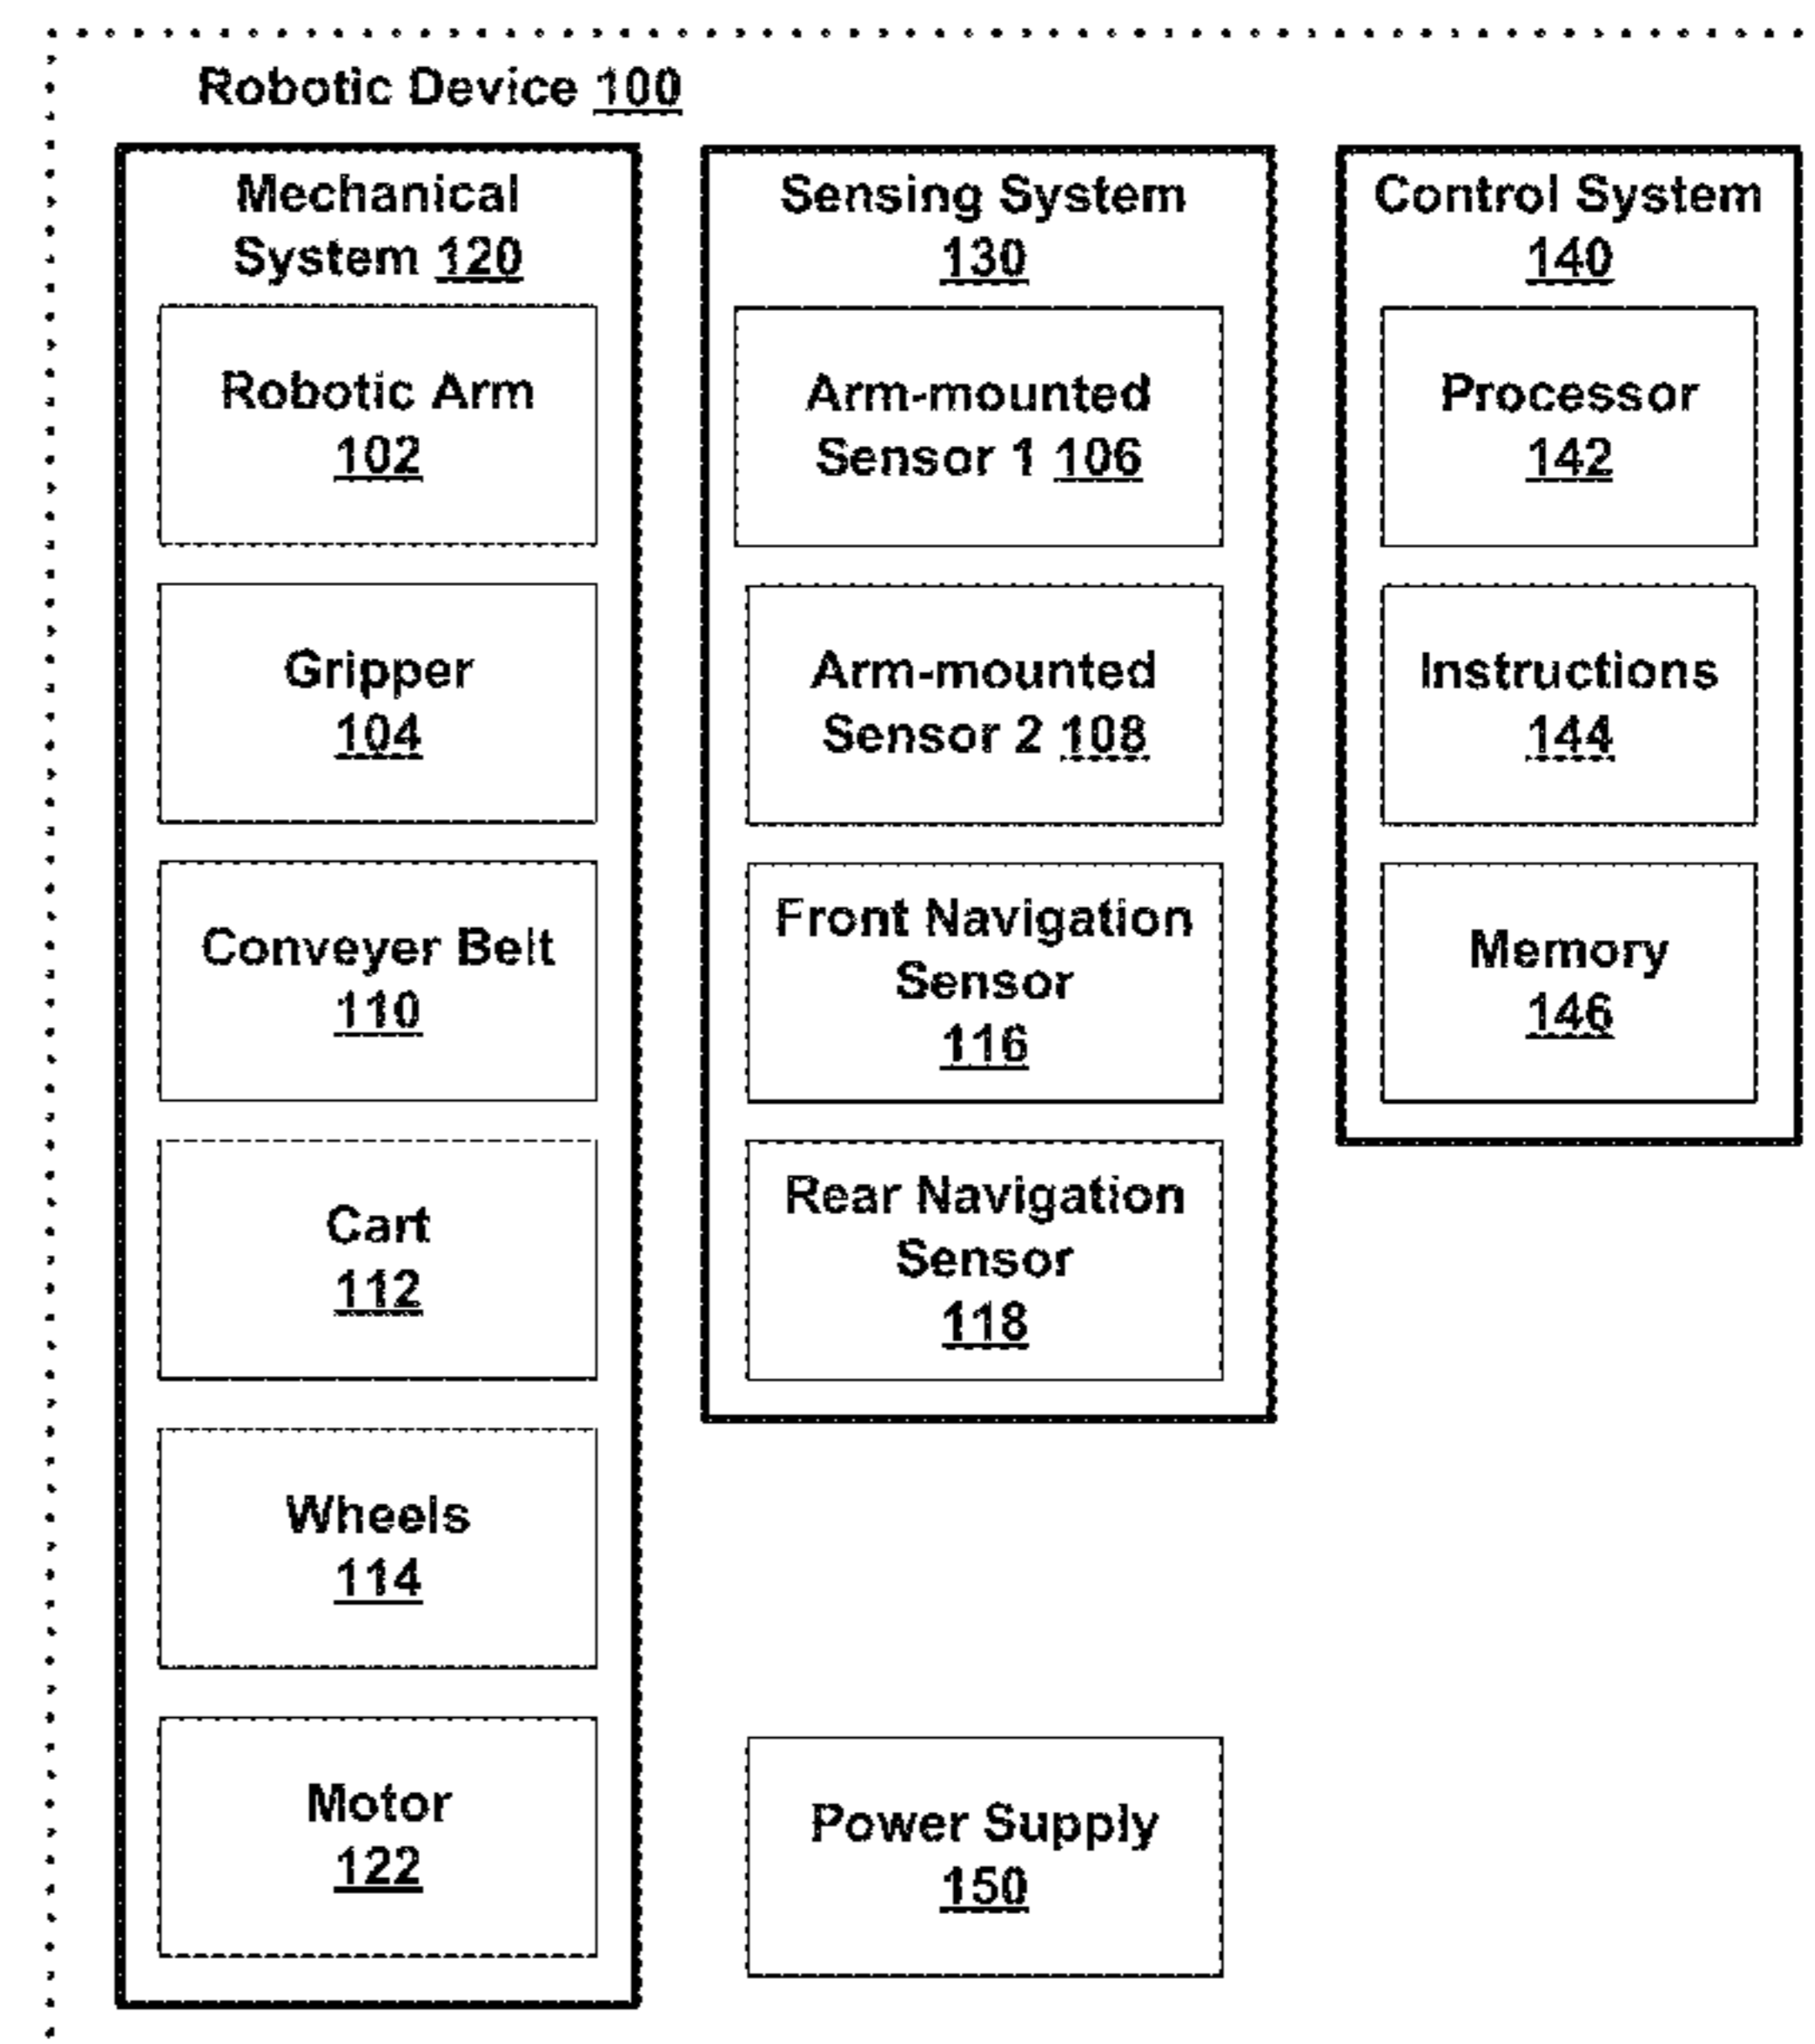 Robotic Device 100
Mechanical
System 120
Robotic Arm
102
Gripper
104
Conveyer Belt
110
Cart
112
Wheels
114
Motor
122
Sensing System
130
Arm-mounted
Sensor 1 106
Arm-mounted
Sensor 2 108
Front Navigation
Sensor
116
Rear Navigation
Sensor
118
Power Supply
150
Control System
140
Processor
142
Instructions
144
Memory
146